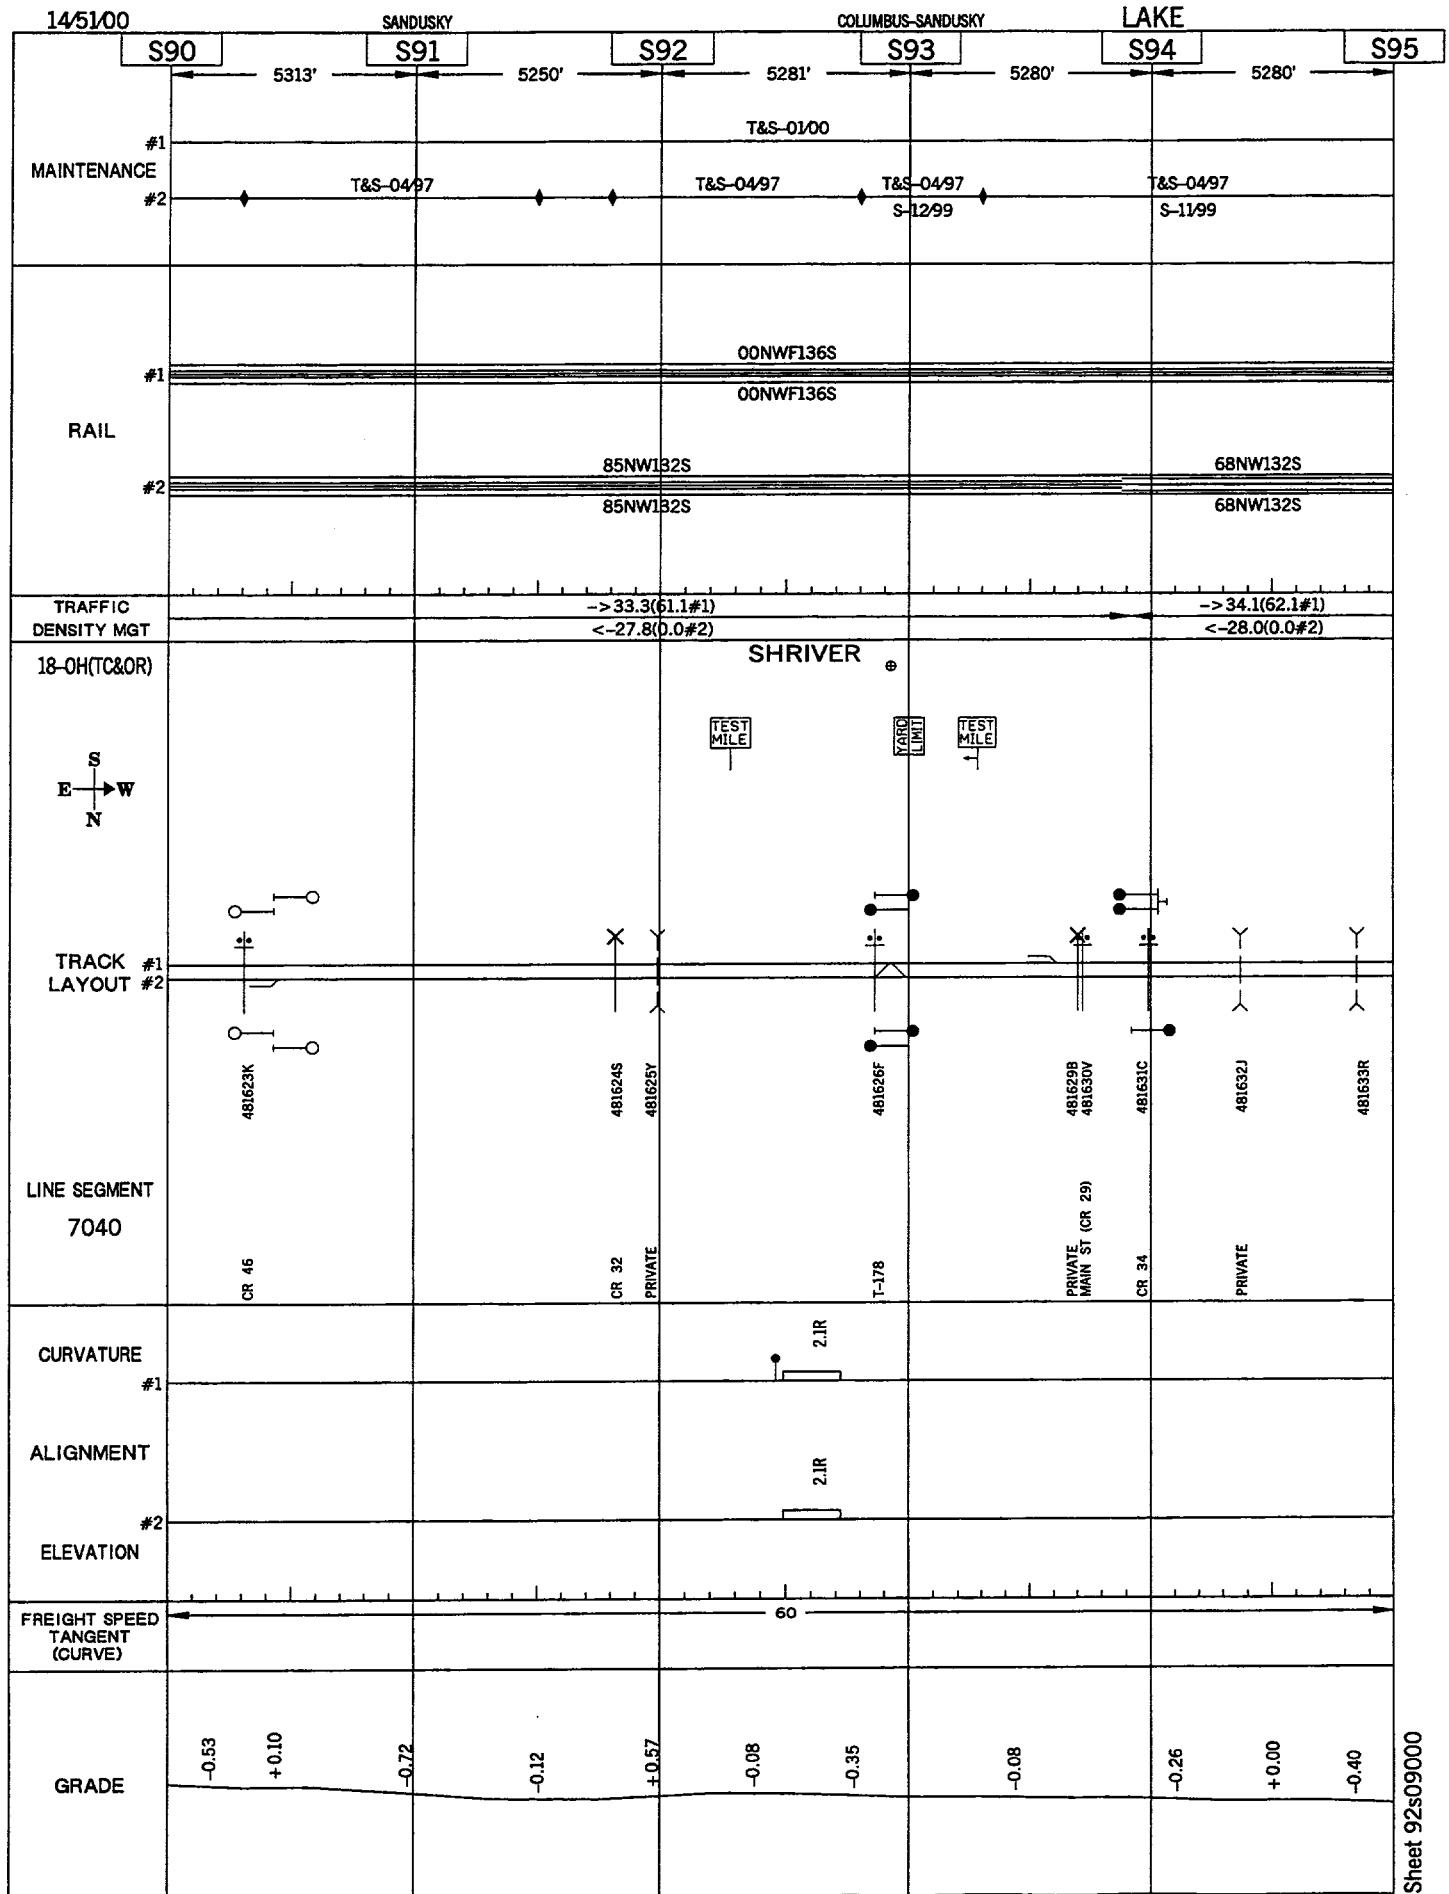 14/51/00 SANDUSKY COLUMBUS-SANDUSKY LAKE
S90 S91 S92 S93 S94 S95
5313' 5250' 5281' 5280' 5280'
T&S-01/00
#1
MAINTENANCE
T&S-04/97 T&S-04/97 T&S-04/97 T&S-04/97
#2
S-12/99 S-11/99
00NWF136S
#1
00NWF136S
RAIL
85NW132S 68NW132S
#2
85NW132S 68NW132S
TRAFFIC ->33.3(61.1#1) ->34.1(62.1#1)
DENSITY MGT <-27.8(0.0#2) <-28.0(0.0#2)
SHRIVER
18-OH(TC&OR)
TEST MILE YARD LIMIT TEST MILE
S
E W
N
TRACK #1
LAYOUT #2
481623K 481624S 481625Y 481626F 481629B 481630V 481631C 481632J 481633R
LINE SEGMENT
7040
CR 46 CR 32 PRIVATE T-178 PRIVATE MAIN ST (CR 29) CR 34 PRIVATE
2.1R
CURVATURE
#1
ALIGNMENT
2.1R
#2
ELEVATION
FREIGHT SPEED 60
TANGENT
(CURVE)
-0.53 +0.10 -0.72 -0.12 +0.57 -0.08 -0.35 -0.08 -0.26 +0.00 -0.40
GRADE
Sheet 92s09000